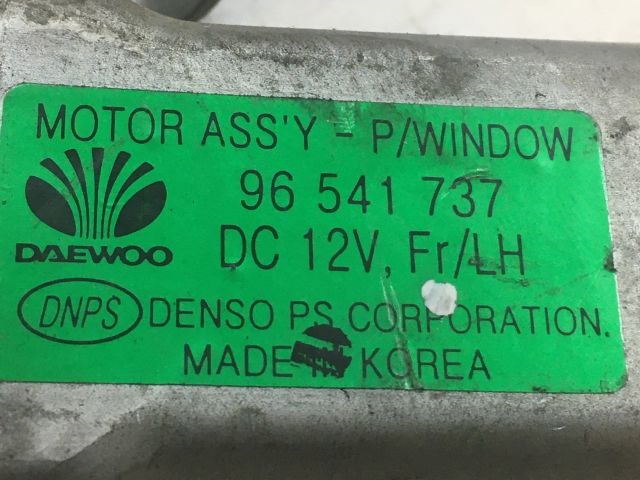 MOTOR ASS'Y - P/WINDOW
96 541 737
DAEWOO
DC 12V, Fr/LH
DNPS DENSO PS CORPORATION.
MADE KOREA